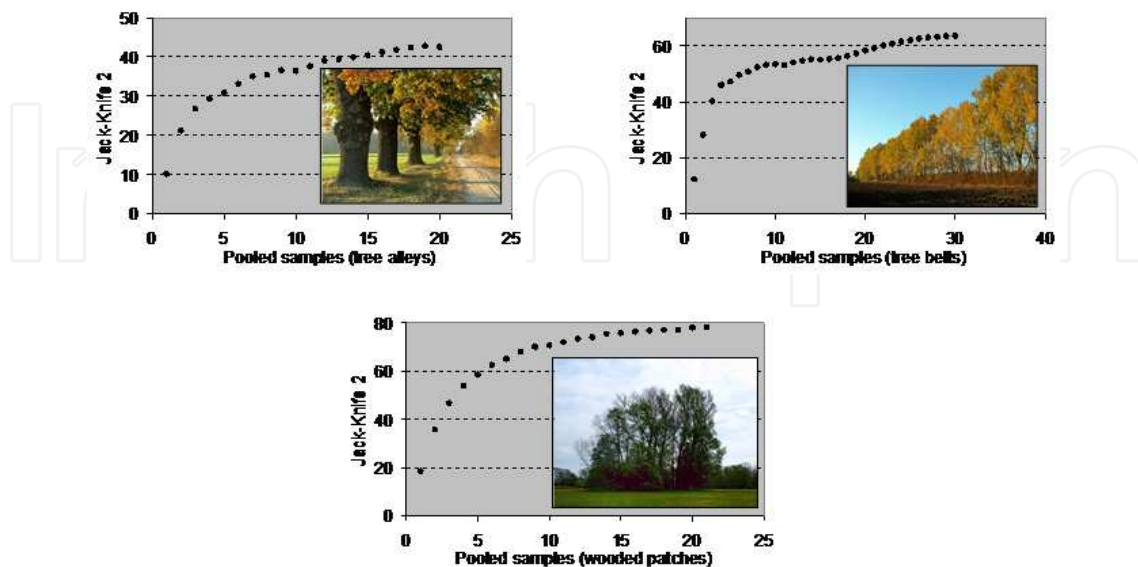 50
40
30
20
10
0
Jack-Knife 2
0 5 10 15 20 25
Pooled samples (tree alleys)
60
40
20
0
Jack-Knife 2
0 10 20 30 40
Pooled samples (tree belts)
80
60
40
20
0
Jack-Knife 2
0 5 10 15 20 25
Pooled samples (wooded patches)